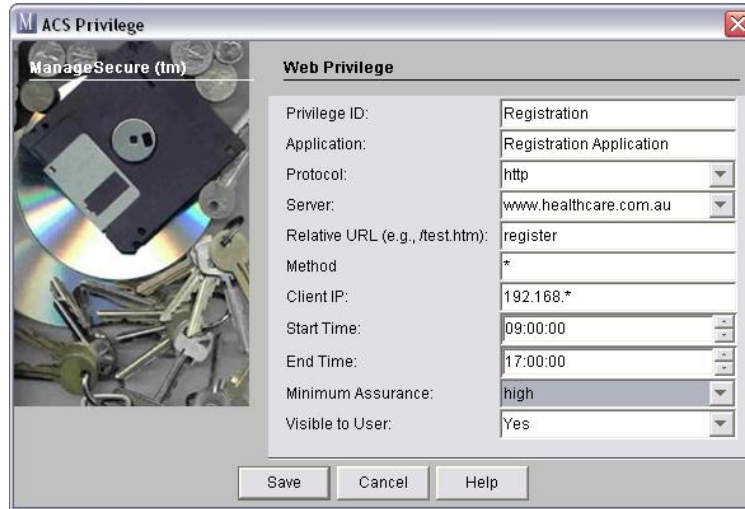 M ACS Privilege
ManageSecure (tm)
Web Privilege
Privilege ID: Registration
Application: Registration Application
Protocol: http
Server: www.healthcare.com.au
Relative URL (e.g., /test.htm): register
Method *
Client IP: 192.168.*
Start Time: 09:00:00
End Time: 17:00:00
Minimum Assurance: high
Visible to User: Yes
Save Cancel Help